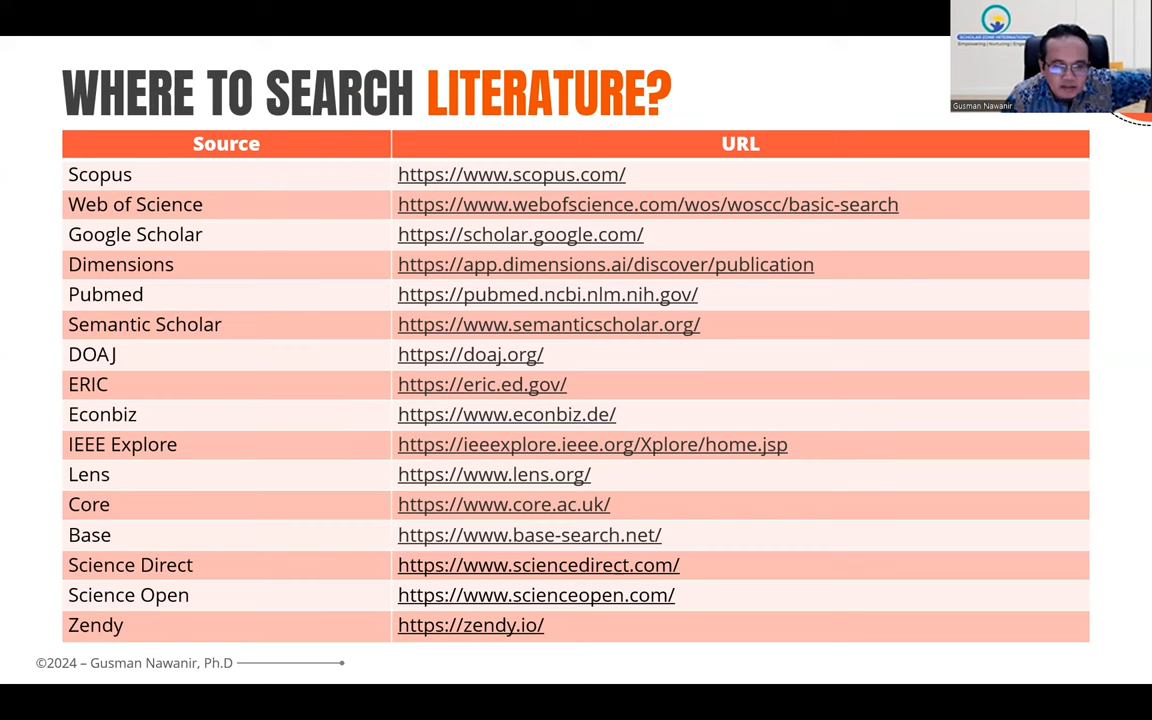 WHERE TO SEARCH LITERATURE?
SCHOLAR ZONE INTERNATIONAL
Gusman Nawanir
Source URL
Scopus https://www.scopus.com/
Web of Science https://www.webofscience.com/wos/woscc/basic-search
Google Scholar https://scholar.google.com/
Dimensions https://app.dimensions.ai/discover/publication
Pubmed https://pubmed.ncbi.nlm.nih.gov/
Semantic Scholar https://www.semanticscholar.org/
DOAJ https://doaj.org/
ERIC https://eric.ed.gov/
Econbiz https://www.econbiz.de/
IEEE Explore https://ieeexplore.ieee.org/Xplore/home.jsp
Lens https://www.lens.org/
Core https://www.core.ac.uk/
Base https://www.base-search.net/
Science Direct https://www.sciencedirect.com/
Science Open https://www.scienceopen.com/
Zendy https://zendy.io/
©2024 – Gusman Nawanir, Ph.D